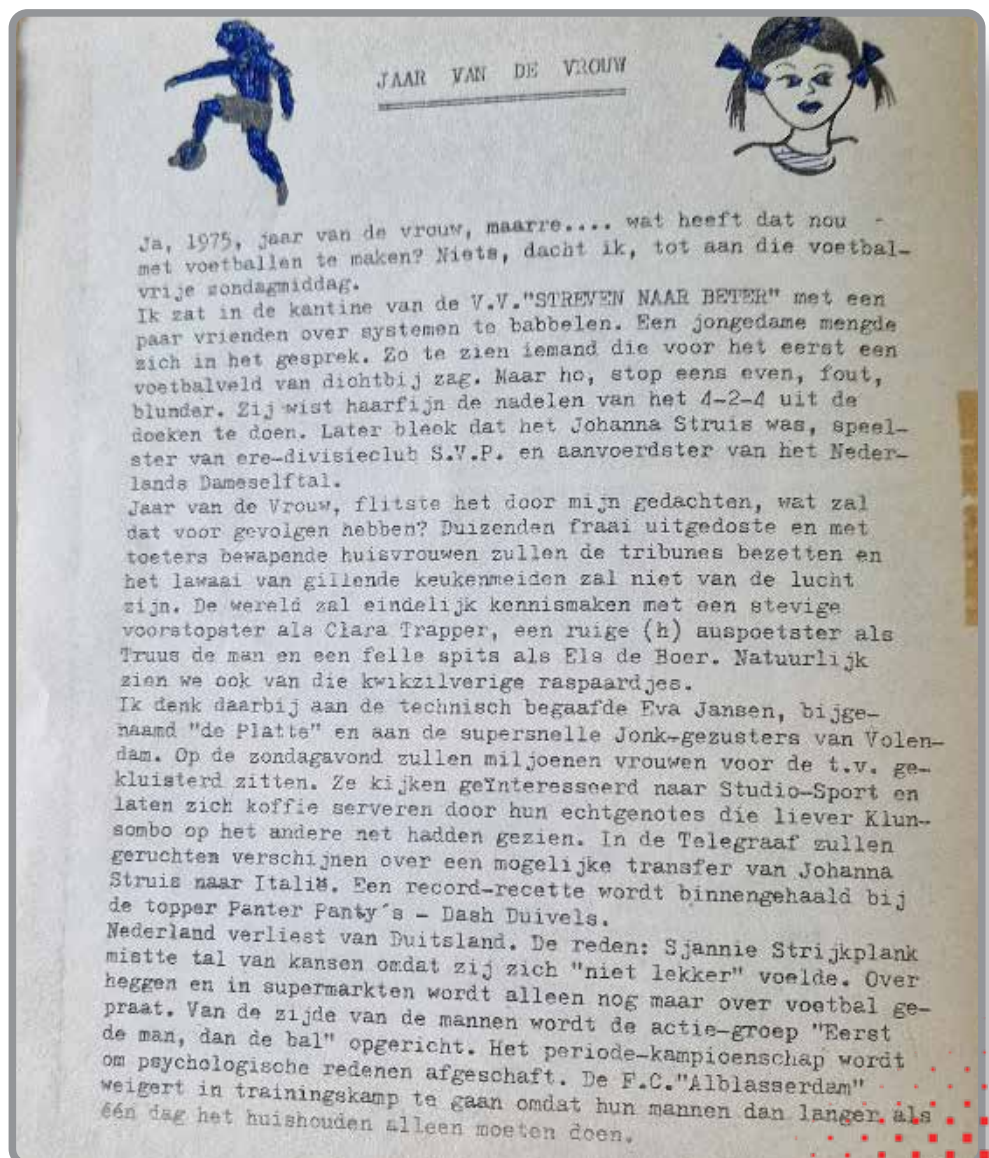 JAAR VAN DE VROUW
Ja, 1975, jaar van de vrouw, maarre.... wat heeft dat nou -
met voetballen te maken? Niets, dacht ik, tot aan die voetbal-
vrije zondagmiddag.
Ik zat in de kantine van de V.V."STREVEN NAAR BETER" met een
paar vrienden over systemen te babbelen. Een jongedame mengde
zich in het gesprek. Zo te zien iemand die voor het eerst een
voetbalveld van dichtbij zag. Maar ho, stop eens even, fout,
blunder. Zij wist haarfijn de nadelen van het 4-2-4 uit de
doeken te doen. Later bleek dat het Johanna Struis was, speel-
ster van ere-divisieclub S.V.P. en aanvoerdster van het Neder-
lands Dameselftal.
Jaar van de Vrouw, flitste het door mijn gedachten, wat zal
dat voor gevolgen hebben? Duizenden fraai uitgedoste en met
toeters bewapende huisvrouwen zullen de tribunes bezetten en
het lawaai van gillende keukenmeiden zal niet van de lucht
zijn. De wereld zal eindelijk kennismaken met een stevige
voorstopster als Clara Trapper, een ruige (h) auspoetster als
Truus de man en een felle spits als Els de Boer. Natuurlijk
zien we ook van die kwikzilverige raspaardjes.
Ik denk daarbij aan de technisch begaafde Eva Jansen, bijge-
naamd "de Platte" en aan de supersnelle Jonk-gezusters van Volen-
dam. Op de zondagavond zullen miljoenen vrouwen voor de t.v. ge-
kluisterd zitten. Ze kijken geïnteresseerd naar Studio-Sport en
laten zich koffie serveren door hun echtgenotes die liever Klun-
sombo op het andere net hadden gezien. In de Telegraaf zullen
geruchten verschijnen over een mogelijke transfer van Johanna
Struis naar Italië. Een record-recette wordt binnengehaald bij
de topper Panter Panty's - Dash Duivels.
Nederland verliest van Duitsland. De reden: Sjannie Strijkplank
mistte tal van kansen omdat zij zich "niet lekker" voelde. Over
heggen en in supermarkten wordt alleen nog maar over voetbal ge-
praat. Van de zijde van de mannen wordt de actie-groep "Eerst
de man, dan de bal" opgericht. Het periode-kampioenschap wordt
om psychologische redenen afgeschaft. De F.C."Alblasserdam"
weigert in trainingskamp te gaan omdat hun mannen dan langer als
één dag het huishouden alleen moeten doen.